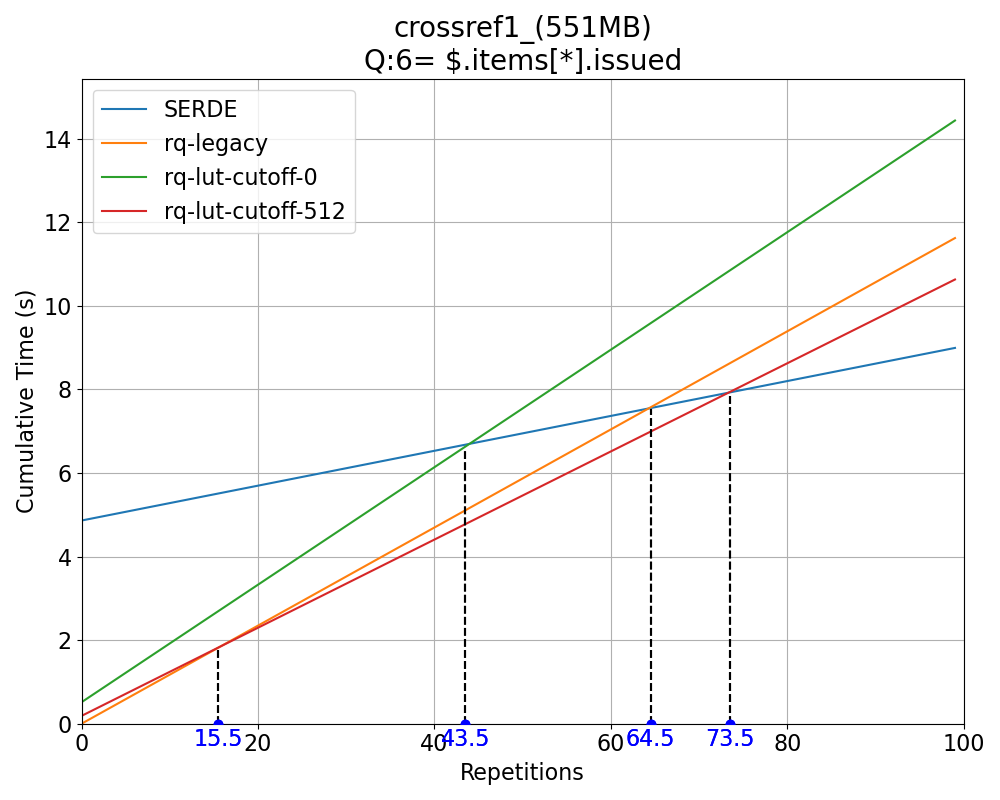 crossref1_(551MB)
Q:6= $.items[*].issued
SERDE
rq-legacy
rq-lut-cutoff-0
rq-lut-cutoff-512
Cumulative Time (s)
14
12
10
8
6
4
2
0
0 20 40 60 80 100
15.5 43.5 64.5 73.5
Repetitions